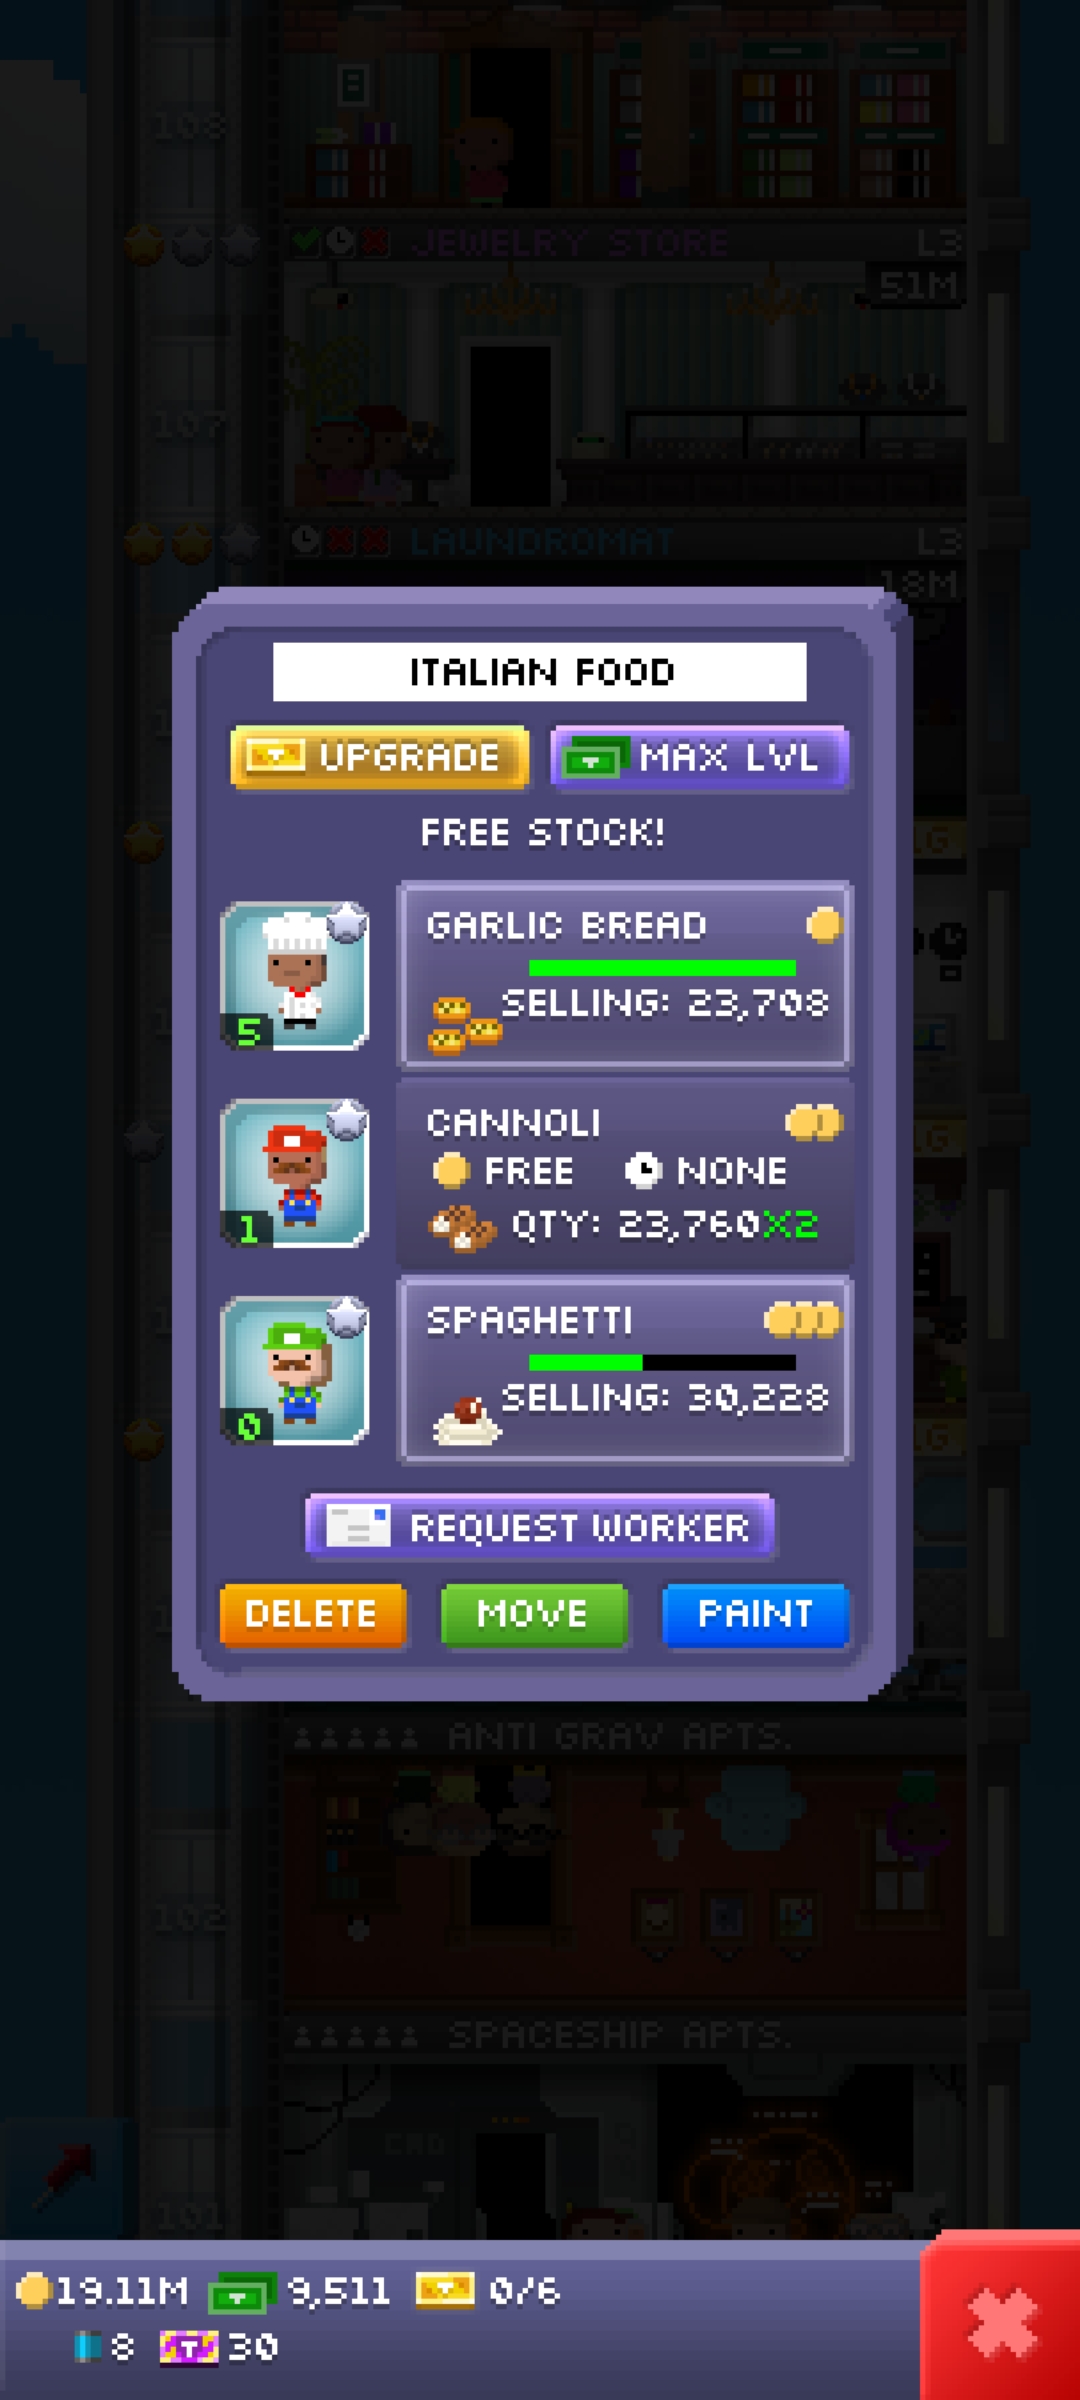 108
JEWELRY STORE L3
51M
107
LAUNDROMAT L3
18M
ITALIAN FOOD
UPGRADE MAX LVL
FREE STOCK!
GARLIC BREAD
SELLING: 23,708
5
CANNOLI
FREE NONE
QTY: 23,760X2
1
SPAGHETTI
SELLING: 30,228
0
REQUEST WORKER
DELETE MOVE PAINT
ANTI GRAV APTS.
102
SPACESHIP APTS.
101
19.11M 9,511 0/6
8 30